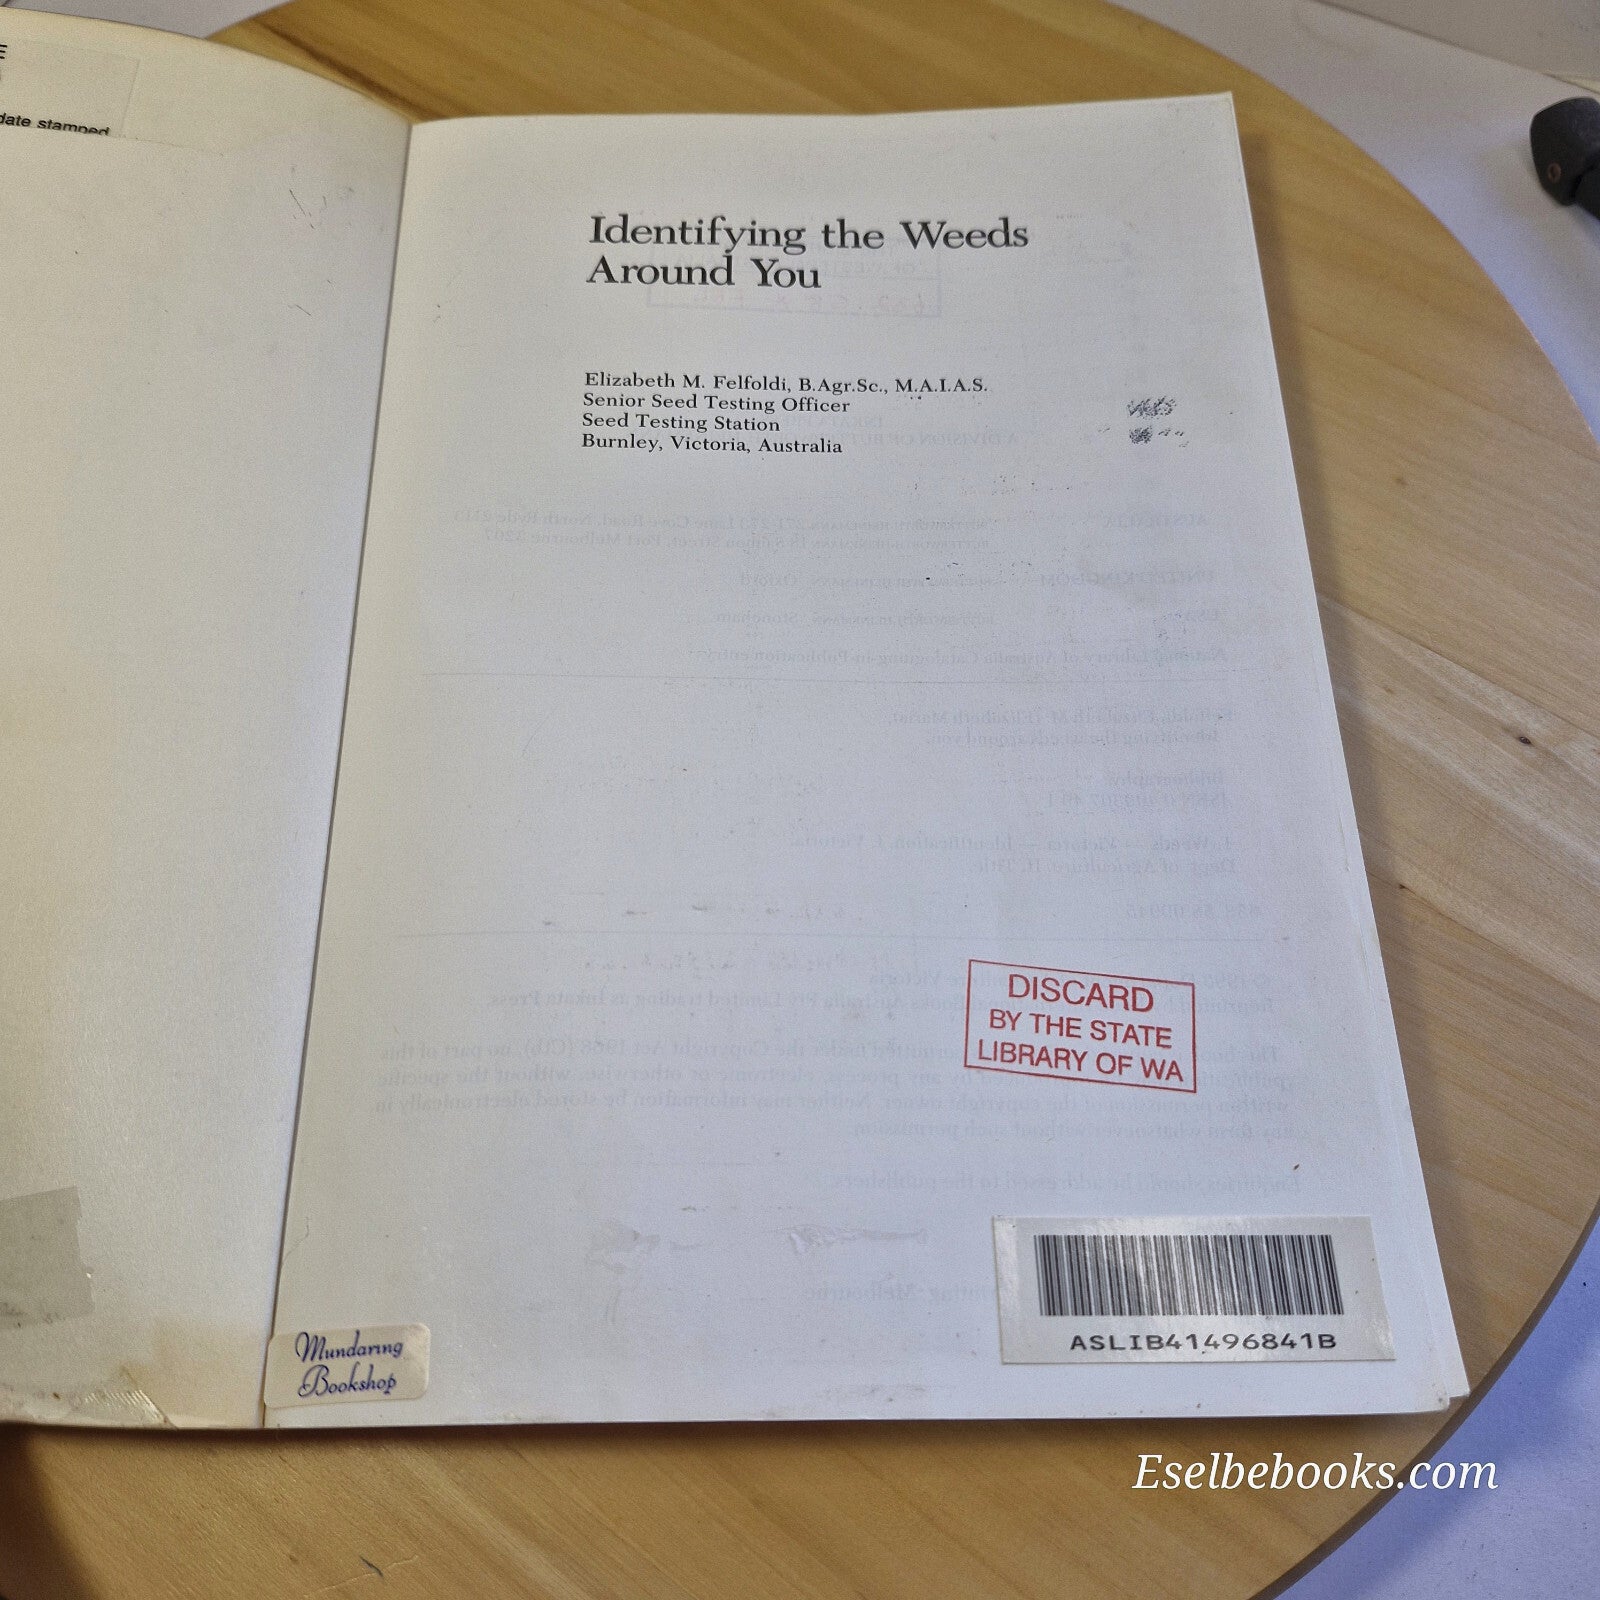 date stamped
Identifying the Weeds
Around You
Elizabeth M. Felfoldi, B.Agr.Sc., M.A.I.A.S.
Senior Seed Testing Officer
Seed Testing Station
Burnley, Victoria, Australia
DISCARD
BY THE STATE
LIBRARY OF WA
ASLIB41496841B
Mundaring
Bookshop
Eselbebooks.com